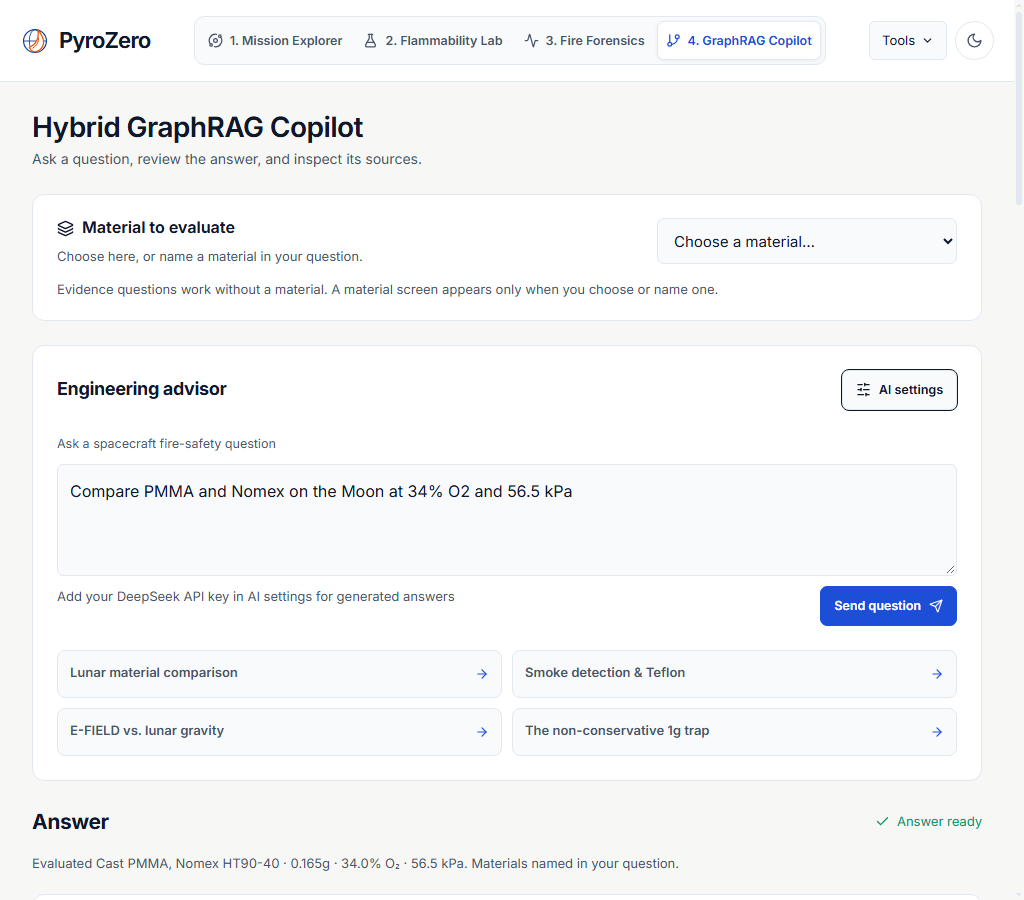 PyroZero
1. Mission Explorer
2. Flammability Lab
3. Fire Forensics
4. GraphRAG Copilot
Tools
Hybrid GraphRAG Copilot
Ask a question, review the answer, and inspect its sources.
Material to evaluate
Choose a material...
Choose here, or name a material in your question.
Evidence questions work without a material. A material screen appears only when you choose or name one.
Engineering advisor
AI settings
Ask a spacecraft fire-safety question
Compare PMMA and Nomex on the Moon at 34% O2 and 56.5 kPa
Add your DeepSeek API key in AI settings for generated answers
Send question
Lunar material comparison
Smoke detection & Teflon
E-FIELD vs. lunar gravity
The non-conservative 1g trap
Answer
Answer ready
Evaluated Cast PMMA, Nomex HT90-40 · 0.165g · 34.0% O₂ · 56.5 kPa. Materials named in your question.